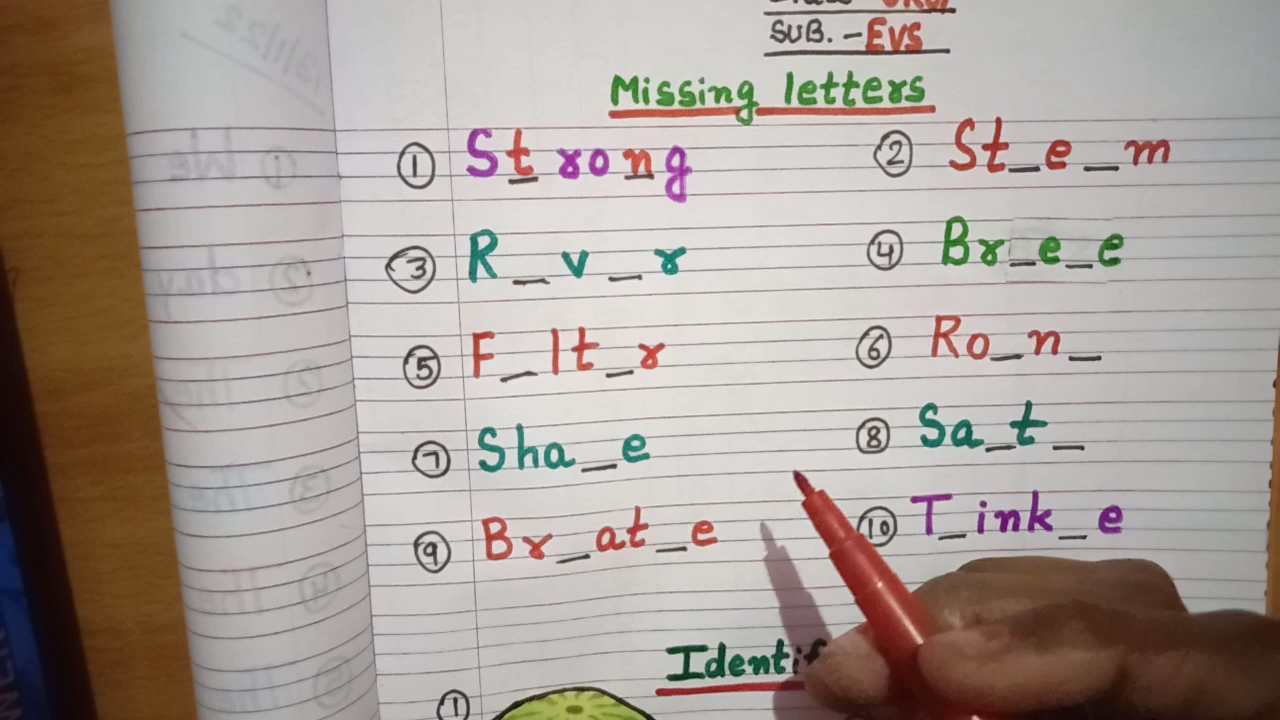 SUB. - EVS
Missing letters
1 Strong
2 St_e_m
3 R_v_r
4 Br_e_e
5 F_lt_r
6 Ro_n_
7 Sha_e
8 Sa_t_
9 Br_at_e
10 T_ink_e
Identif
1